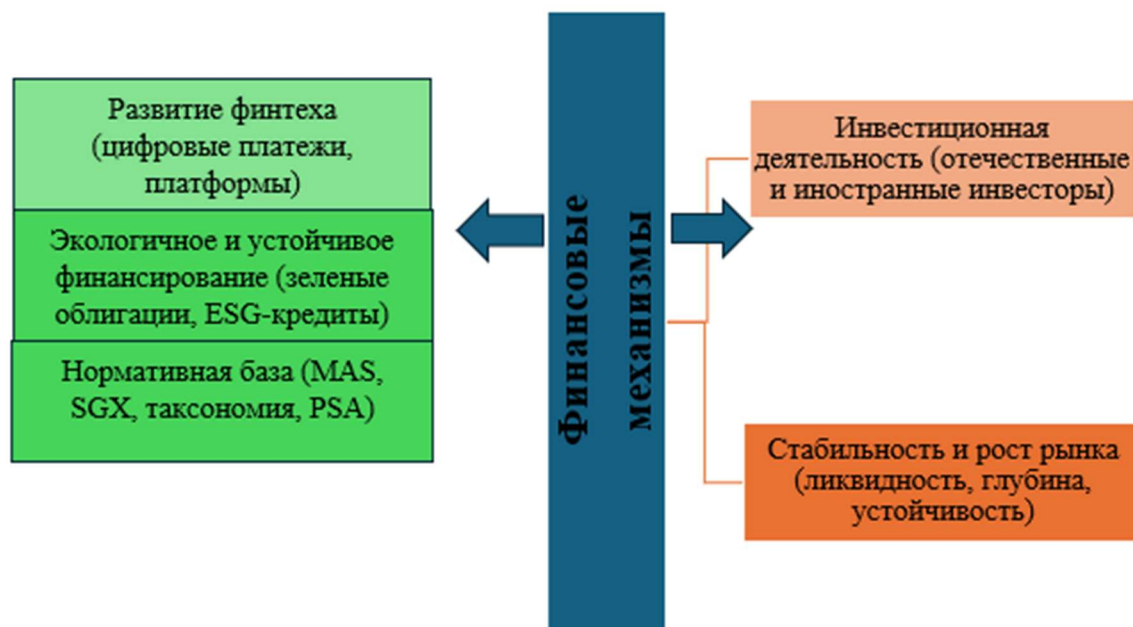 Развитие финтеха
(цифровые платежи,
платформы)
Экологичное и устойчивое
финансирование (зеленые
облигации, ESG-кредиты)
Нормативная база (MAS,
SGX, таксономия, PSA)
Финансовые
механизмы
Инвестиционная
деятельность (отечественные
и иностранные инвесторы)
Стабильность и рост рынка
(ликвидность, глубина,
устойчивость)